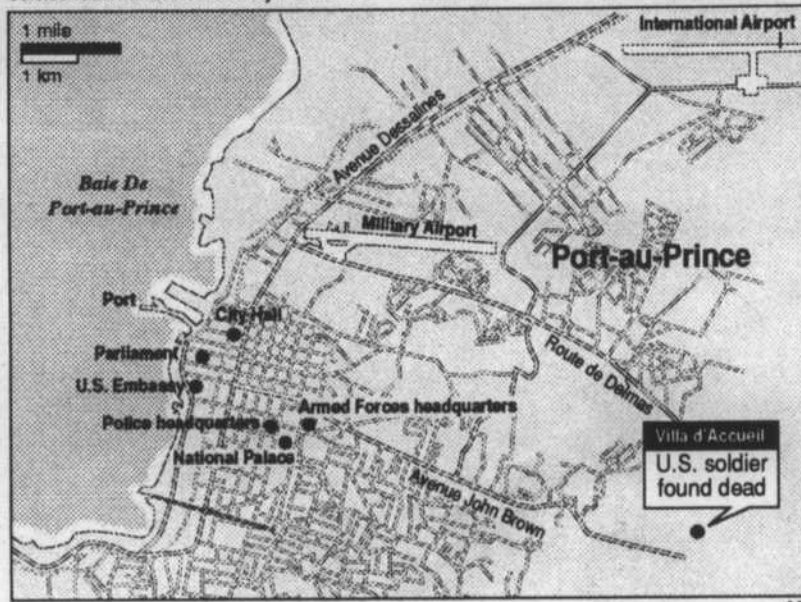 1 mile
1 km
International Airport
Avenue Dessalines
Baie De
Port-au-Prince
Military Airport
Port-au-Prince
Port
City Hall
Parliament
Route de Delmas
U.S. Embassy
Armed Forces headquarters
Police headquarters
National Palace
Villa d'Accueil
U.S. soldier
found dead
Avenue John Brown